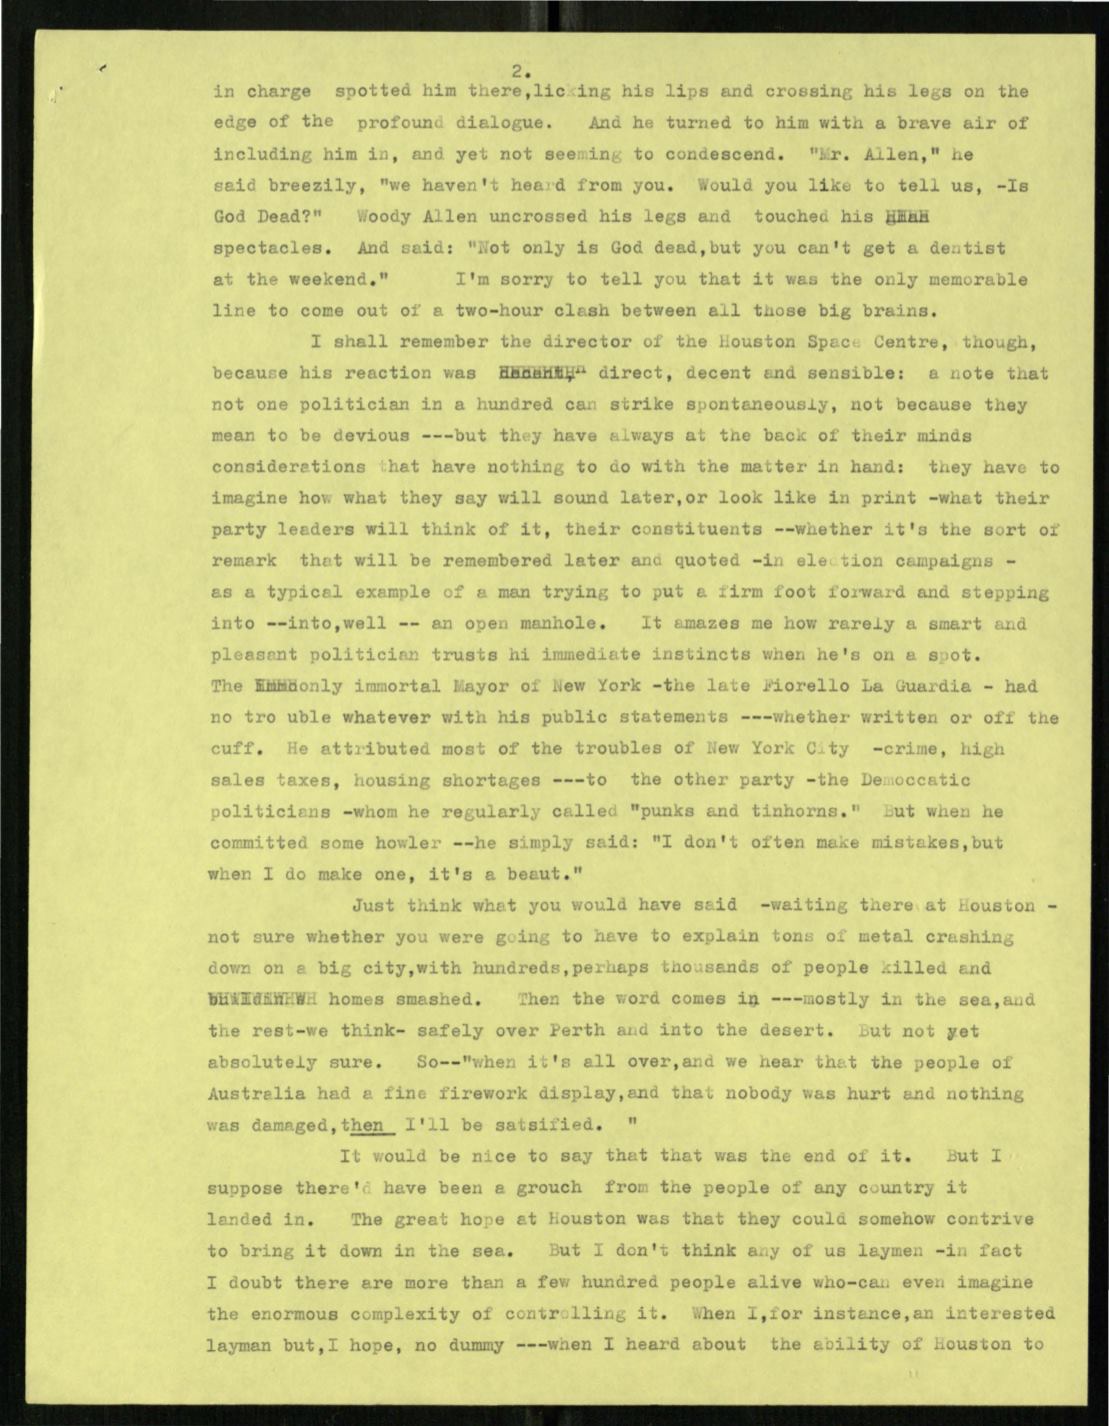 2.
in charge  spotted him there,licking his lips and crossing his legs on the
edge of the  profound dialogue.   And he turned to him with a brave air of
including him in, and yet not seeming to condescend.  "Mr. Allen," he
said breezily, "we haven't heard from you.  Would you like to tell us, -Is
God Dead?"   Woody Allen uncrossed his legs and  touched his
spectacles.  And said: "Not only is God dead,but you can't get a dentist
at the weekend."      I'm sorry to tell you that it was the only memorable
line to come out of a two-hour clash between all those big brains.
I shall remember the director of the Houston Space Centre, though,
because his reaction was direct, decent and sensible:  a note that
not one politician in a hundred can strike spontaneously, not because they
mean to be devious ---but they have always at the back of their minds
considerations that have nothing to do with the matter in hand:  they have to
imagine how what they say will sound later,or look like in print -what their
party leaders will think of it, their constituents --whether it's the sort of
remark  that will be remembered later and quoted -in election campaigns -
as a typical example of a man trying to put a firm foot forward and stepping
into --into,well -- an open manhole.   It amazes me how rarely a smart and
pleasant politician trusts hi immediate instincts when he's on a spot.
The only immortal Mayor of New York -the late Fiorello La Guardia - had
no tro uble whatever with his public statements ---whether written or off the
cuff.  He attributed most of the troubles of New York City  -crime, high
sales taxes, housing shortages ---to  the other party -the Democcatic
politicians -whom he regularly called "punks and tinhorns."  But when he
committed some howler --he simply said: "I don't often make mistakes,but
when I do make one, it's a beaut."
Just think what you would have said  -waiting there at Houston -
not sure whether you were going to have to explain tons of metal crashing
down on a big city,with hundreds,perhaps thousands of people killed and
homes smashed.   Then the word comes in ---mostly in the sea,and
the rest-we think- safely over Perth and into the desert.  But not yet
absolutely sure.   So--"when it's all over,and we hear that the people of
Australia had a fine firework display,and that nobody was hurt and nothing
was damaged,then  I'll be satsified.  "
It would be nice to say that that was the end of it.   But I
suppose there'd have been a grouch  from the people of any country it
landed in.   The great hope at Houston was that they could somehow contrive
to bring it down in the sea.   But I don't think any of us laymen -in fact
I doubt there are more than a few hundred people alive who-can even imagine
the enormous complexity of controlling it.  When I,for instance,an interested
layman but,I hope, no dummy ---when I heard about  the ability of Houston to